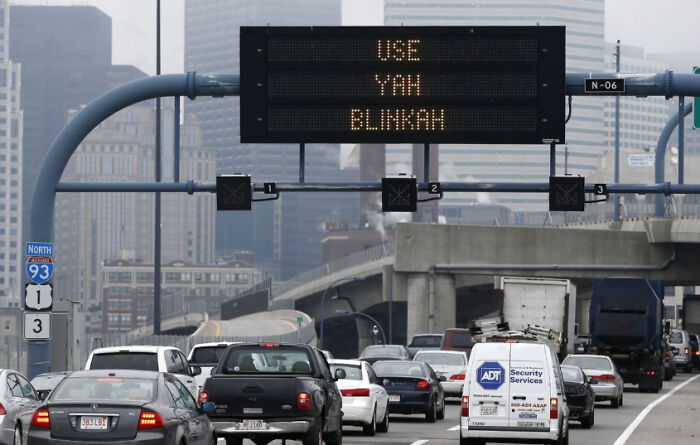 USE
YAH
BLINKAH
N-06
1
2
3
NORTH
93
1
3
ADT
Security
Services